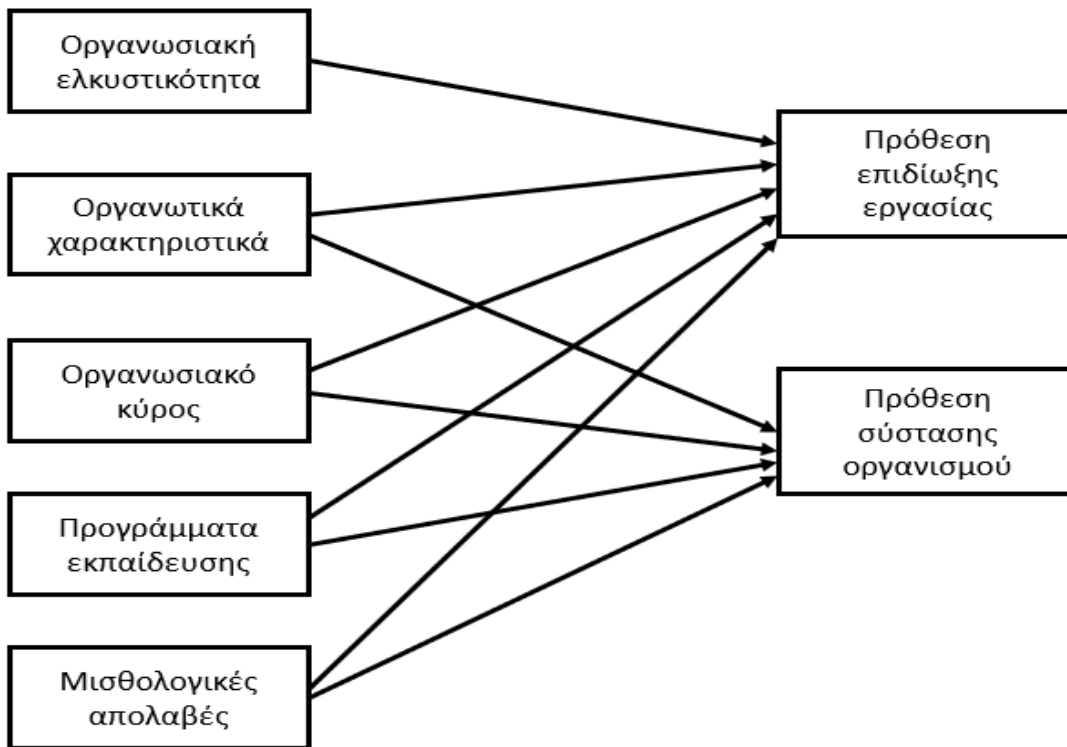 Οργανωσιακή
ελκυστικότητα
Οργανωτικά
χαρακτηριστικά
Οργανωσιακό
κύρος
Προγράμματα
εκπαίδευσης
Μισθολογικές
απολαβές
Πρόθεση
επιδίωξης
εργασίας
Πρόθεση
σύστασης
οργανισμού